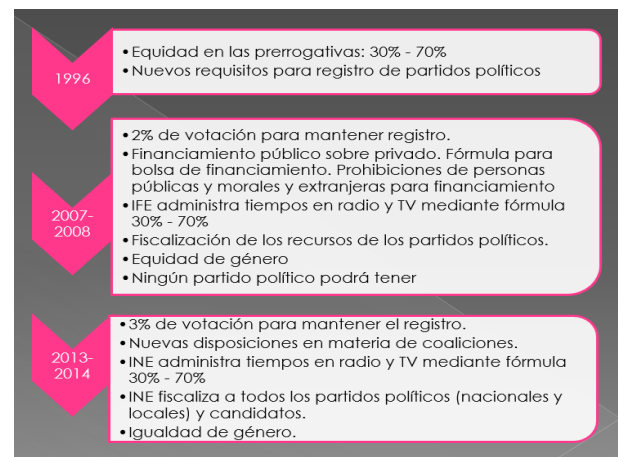 1996
• Equidad en las prerrogativas: 30% - 70%
• Nuevos requisitos para registro de partidos políticos
2007-
2008
• 2% de votación para mantener registro.
• Financiamiento público sobre privado. Fórmula para
bolsa de financiamiento. Prohibiciones de personas
públicas y morales y extranjeras para financiamiento
• IFE administra tiempos en radio y TV mediante fórmula
30% - 70%
• Fiscalización de los recursos de los partidos políticos.
• Equidad de género
• Ningún partido político podrá tener
2013-
2014
• 3% de votación para mantener el registro.
• Nuevas disposiciones en materia de coaliciones.
• INE administra tiempos en radio y TV mediante fórmula
30% - 70%
• INE fiscaliza a todos los partidos políticos (nacionales y
locales) y candidatos.
• Igualdad de género.